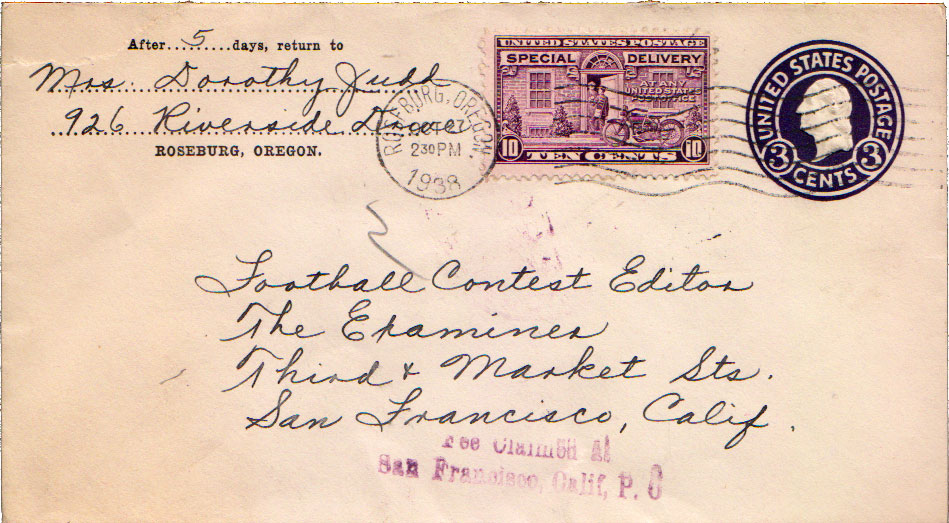 After.....5.....days, return to
Mrs. Dorothy Judd
926 Riverside Drive
ROSEBURG, OREGON.
ROSEBURG, OREGON.
OCT 27
2 30 PM
1938
UNITED STATES POSTAGE
SPECIAL DELIVERY
AT ANY
UNITED STATES
POST OFFICE
10 TEN CENTS 10
UNITED STATES POSTAGE
3 CENTS 3
Football Contest Editor
The Examiner
Third & Market Sts.
San Francisco, Calif.
Fee Claimed At
San Francisco, Calif, P. O